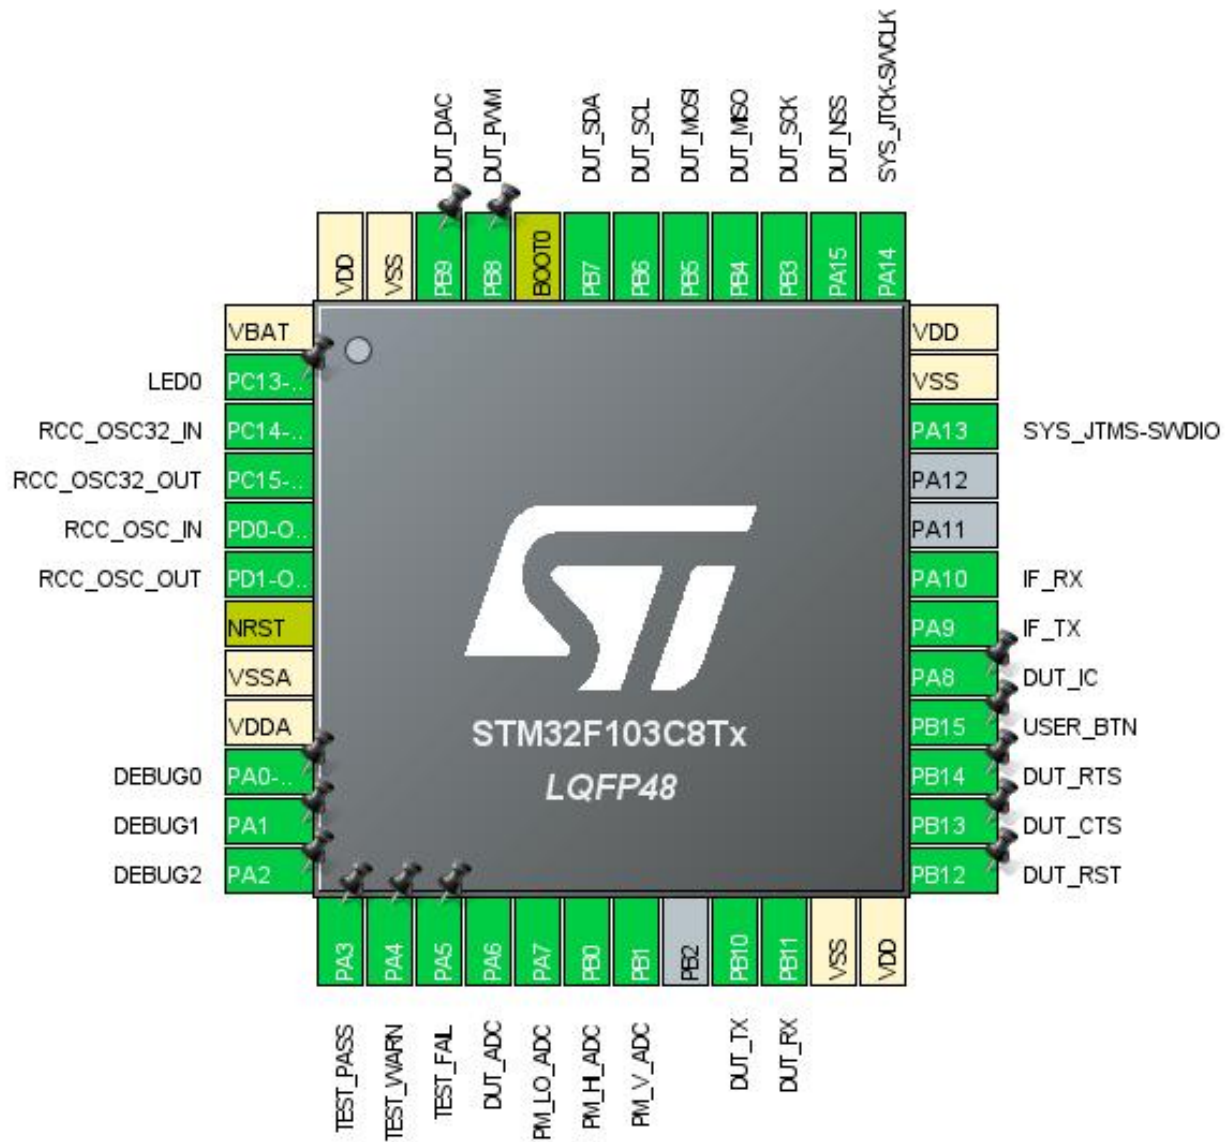 DUT_DAC
DUT_PWM
DUT_SDA
DUT_SCL
DUT_MOSI
DUT_MISO
DUT_SCK
DUT_NSS
SYS_JTCK-SWCLK
VDD
VSS
PB9
PB8
BOOT0
PB7
PB6
PB5
PB4
PB3
PA15
PA14
VBAT
LED0 PC13-..
RCC_OSC32_IN PC14-..
RCC_OSC32_OUT PC15-..
RCC_OSC_IN PD0-O..
RCC_OSC_OUT PD1-O..
NRST
VSSA
VDDA
DEBUG0 PA0-..
DEBUG1 PA1
DEBUG2 PA2
ST
STM32F103C8Tx
LQFP48
VDD
VSS
PA13 SYS_JTMS-SWDIO
PA12
PA11
PA10 IF_RX
PA9 IF_TX
PA8 DUT_IC
PB15 USER_BTN
PB14 DUT_RTS
PB13 DUT_CTS
PB12 DUT_RST
PA3
PA4
PA5
PA6
PA7
PB0
PB1
PB2
PB10
PB11
VSS
VDD
TEST_PASS
TEST_WARN
TEST_FAIL
DUT_ADC
PM_LO_ADC
PM_HI_ADC
PM_V_ADC
DUT_TX
DUT_RX